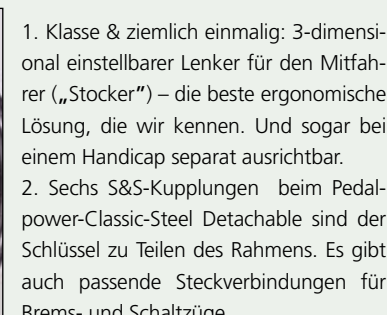 1. Klasse & ziemlich einmalig: 3-dimensi-
onal einstellbarer Lenker für den Mitfah-
rer („Stocker”) – die beste ergonomische
Lösung, die wir kennen. Und sogar bei
einem Handicap separat ausrichtbar.
2. Sechs S&S-Kupplungen beim Pedal-
power-Classic-Steel Detachable sind der
Schlüssel zu Teilen des Rahmens. Es gibt
auch passende Steckverbindungen für
Brems- und Schaltzüge